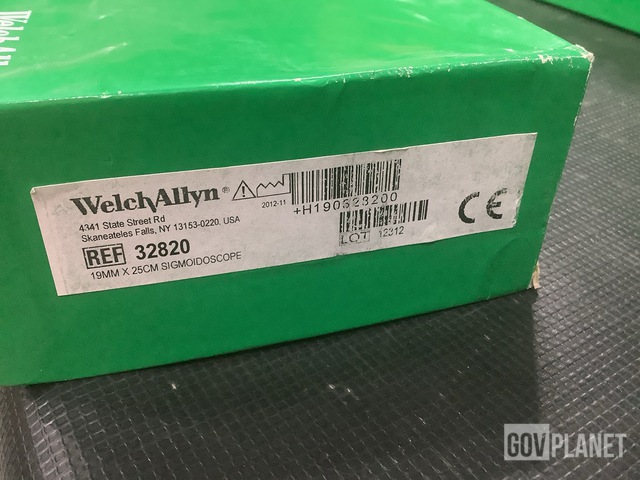 WelchAllyn®
4341 State Street Rd
Skaneateles Falls, NY 13153-0220. USA
REF 32820
19MM X 25CM SIGMOIDOSCOPE
2012-11
+H190328200
LOT 12312
CE
GOVPLANET